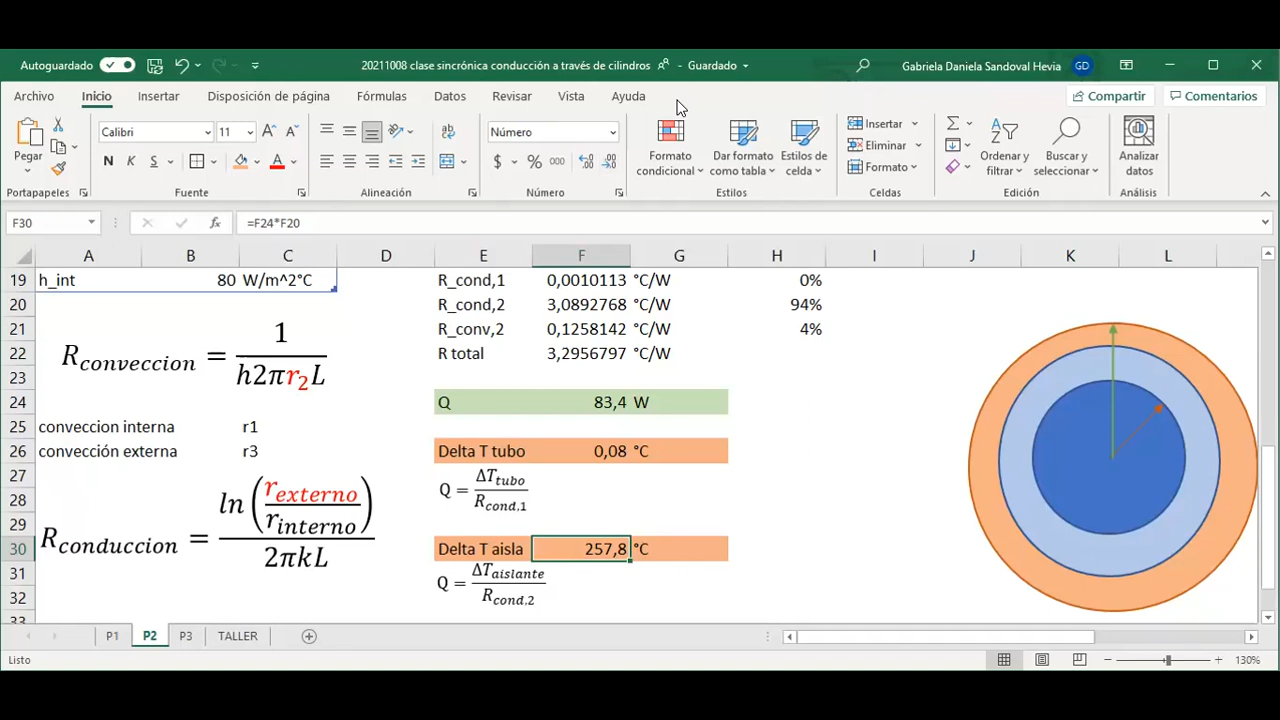 Autoguardado
20211008 clase sincrónica conducción a través de cilindros - Guardado
Gabriela Daniela Sandoval Hevia GD
Archivo Inicio Insertar Disposición de página Fórmulas Datos Revisar Vista Ayuda Compartir Comentarios
Pegar
Calibri 11
N K S
ab
Número
$ % 000
Formato condicional
Dar formato como tabla
Estilos de celda
Insertar
Eliminar
Formato
Ordenar y filtrar
Buscar y seleccionar
Analizar datos
Portapapeles Fuente Alineación Número Estilos Celdas Edición Análisis
F30 fx =F24*F20
A B C D E F G H I J K L
19 h_int 80 W/m^2°C R_cond,1 0,0010113 °C/W 0%
20 R_cond,2 3,0892768 °C/W 94%
21 R_conv,2 0,1258142 °C/W 4%
22 R total 3,2956797 °C/W
R_conveccion = 1 / h2πr_2L
23
24 Q 83,4 W
25 conveccion interna r1
26 convección externa r3 Delta T tubo 0,08 °C
27
Q = ΔT_tubo / R_Cond,1
28
29
R_conduccion = ln(r_externo / r_interno) / 2πkL
30 Delta T aisla 257,8 °C
31
Q = ΔT_aislante / R_Cond,2
32
33
P1 P2 P3 TALLER
Listo 130%